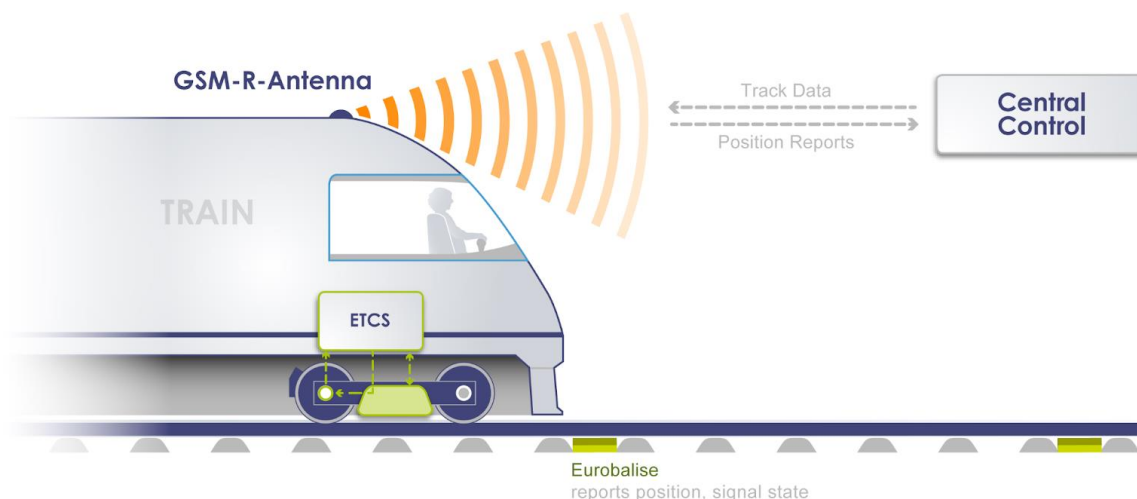 GSM-R-Antenna
Track Data
Position Reports
Central
Control
TRAIN
ETCS
Eurobalise
reports position, signal state